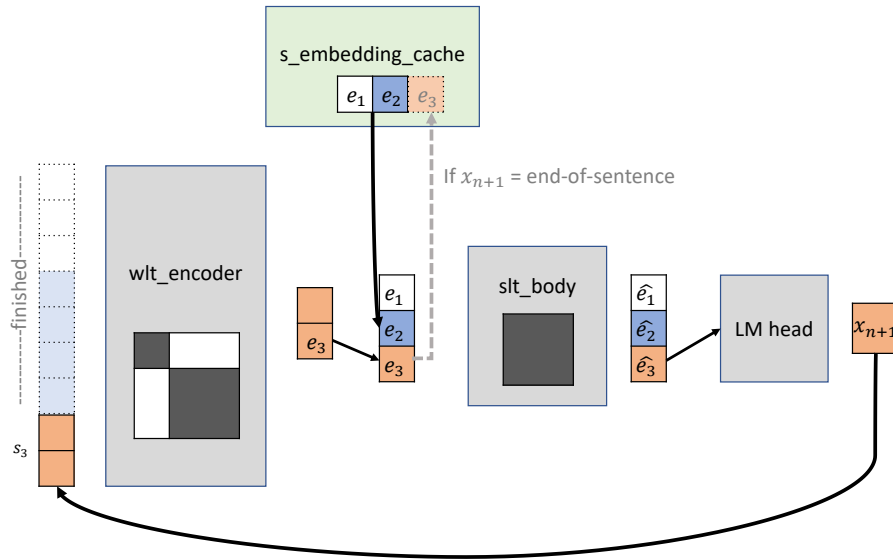 s_embedding_cache
e₁ e₂ e₃
If xₙ₊₁ = end-of-sentence
--------finished--------
wlt_encoder
slt_body
e₃
e₁
e₂
e₃
ê₁
ê₂
ê₃
LM head
xₙ₊₁
s₃